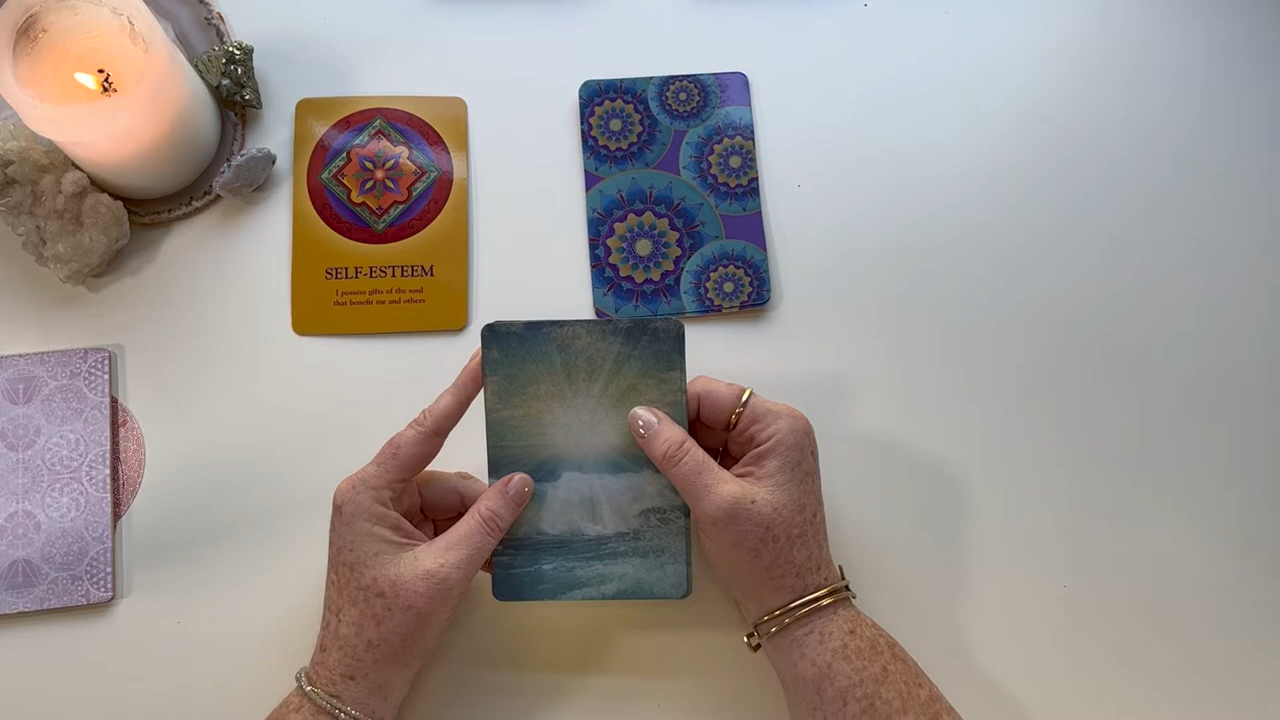 SELF-ESTEEM
I possess gifts of the soul
that benefit me and others